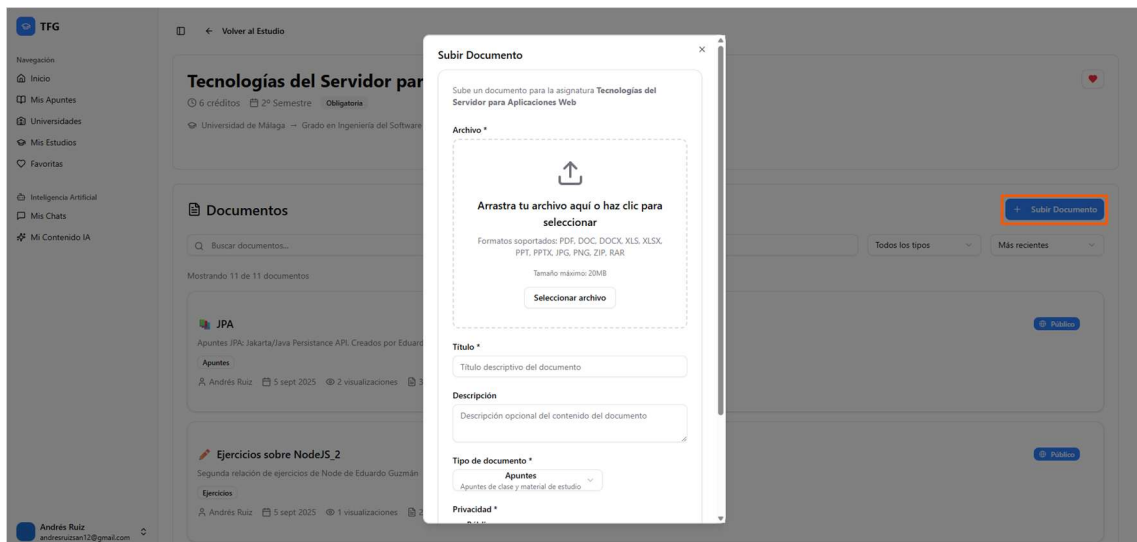 TFG
Navegación
Inicio
Mis Apuntes
Universidades
Mis Estudios
Favoritas
Inteligencia Artificial
Mis Chats
Mi Contenido IA
Andrés Ruiz
andresruizsan12@gmail.com
Volver al Estudio
Tecnologías del Servidor par
6 créditos 2º Semestre Obligatoria
Universidad de Málaga → Grado en Ingeniería del Software
Documentos
+ Subir Documento
Buscar documentos...
Todos los tipos
Más recientes
Mostrando 11 de 11 documentos
JPA
Público
Apuntes JPA: Jakarta/Java Persistance API. Creados por Eduard
Apuntes
Andrés Ruiz 5 sept 2025 2 visualizaciones 3
Ejercicios sobre NodeJS_2
Público
Segunda relación de ejercicios de Node de Eduardo Guzmán
Ejercicios
Andrés Ruiz 5 sept 2025 1 visualizaciones 2
Subir Documento
Sube un documento para la asignatura Tecnologías del
Servidor para Aplicaciones Web
Archivo *
Arrastra tu archivo aquí o haz clic para
seleccionar
Formatos soportados: PDF, DOC, DOCX, XLS, XLSX,
PPT, PPTX, JPG, PNG, ZIP, RAR
Tamaño máximo: 20MB
Seleccionar archivo
Título *
Título descriptivo del documento
Descripción
Descripción opcional del contenido del documento
Tipo de documento *
Apuntes
Apuntes de clase y material de estudio
Privacidad *